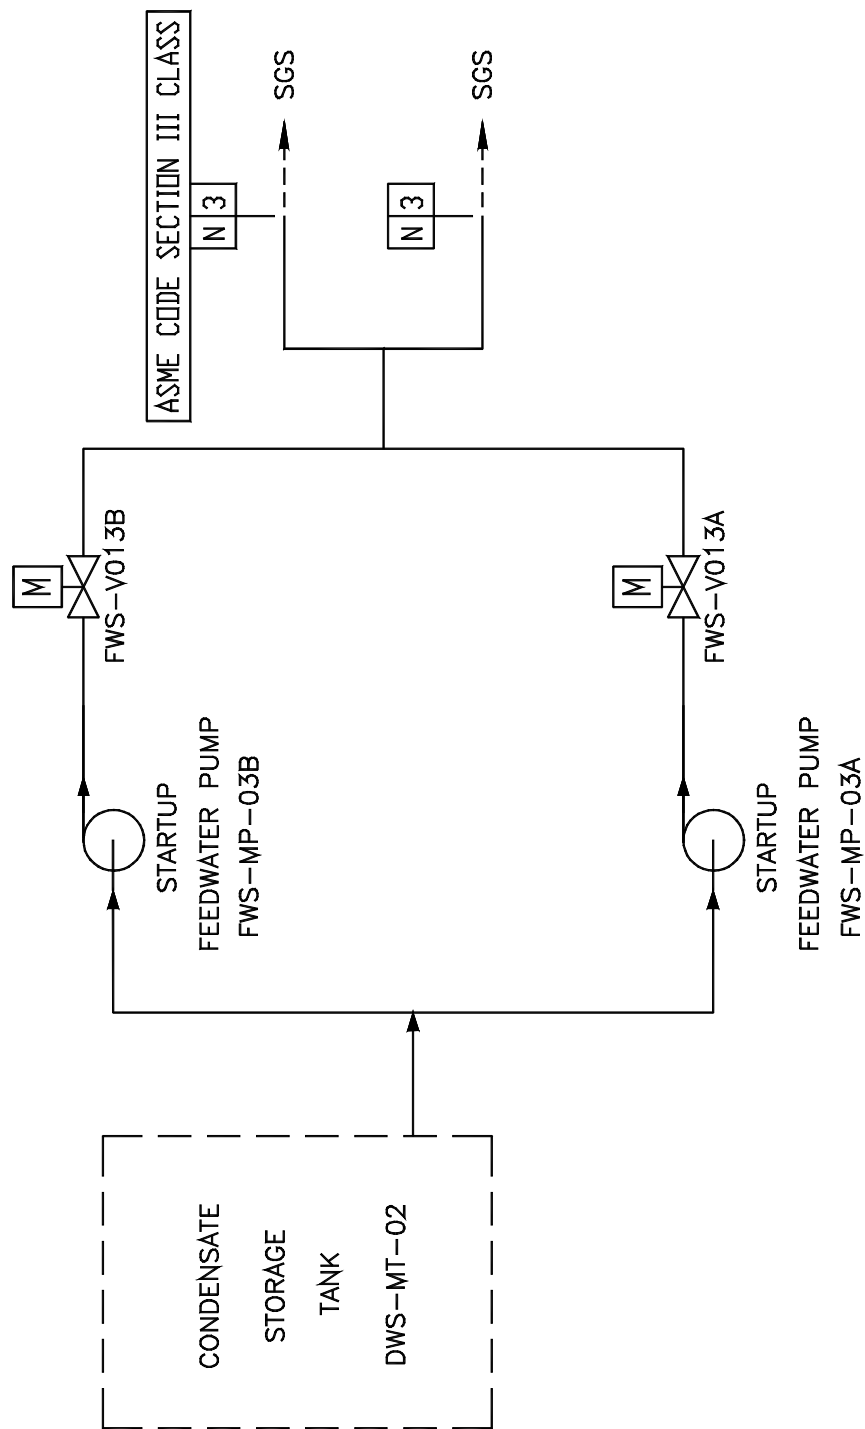 ASME CODE SECTION III CLASS
N 3
SGS
N 3
SGS
M
FWS-V013B
M
FWS-V013A
STARTUP
FEEDWATER PUMP
FWS-MP-03B
STARTUP
FEEDWATER PUMP
FWS-MP-03A
CONDENSATE
STORAGE
TANK
DWS-MT-02